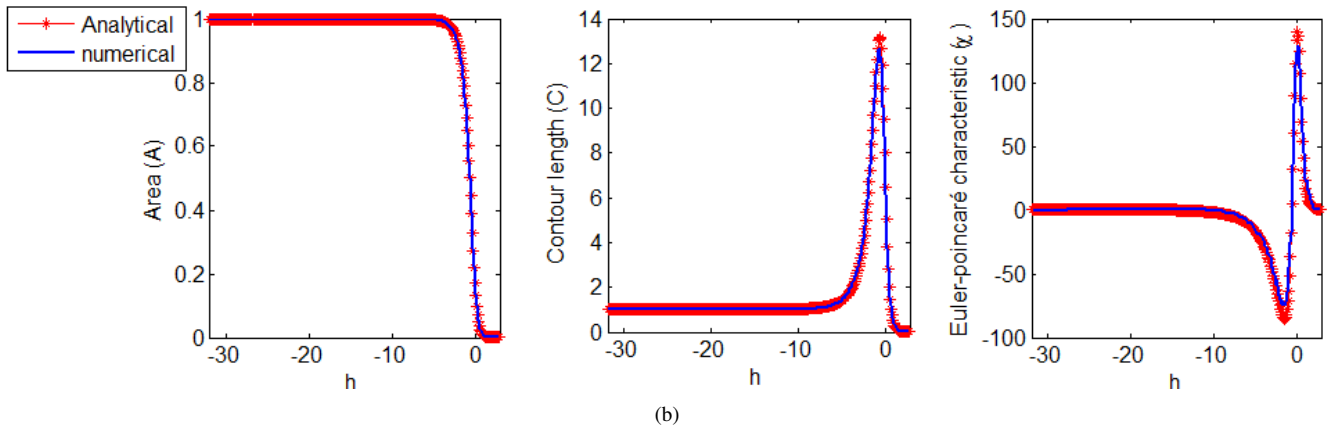 Analytical
numerical
Area (A)
1
0.8
0.6
0.4
0.2
0
-30 -20 -10 0
h
Contour length (C)
14
12
10
8
6
4
2
0
-30 -20 -10 0
h
Euler-poincaré characteristic (χ)
150
100
50
0
-50
-100
-30 -20 -10 0
h
(b)